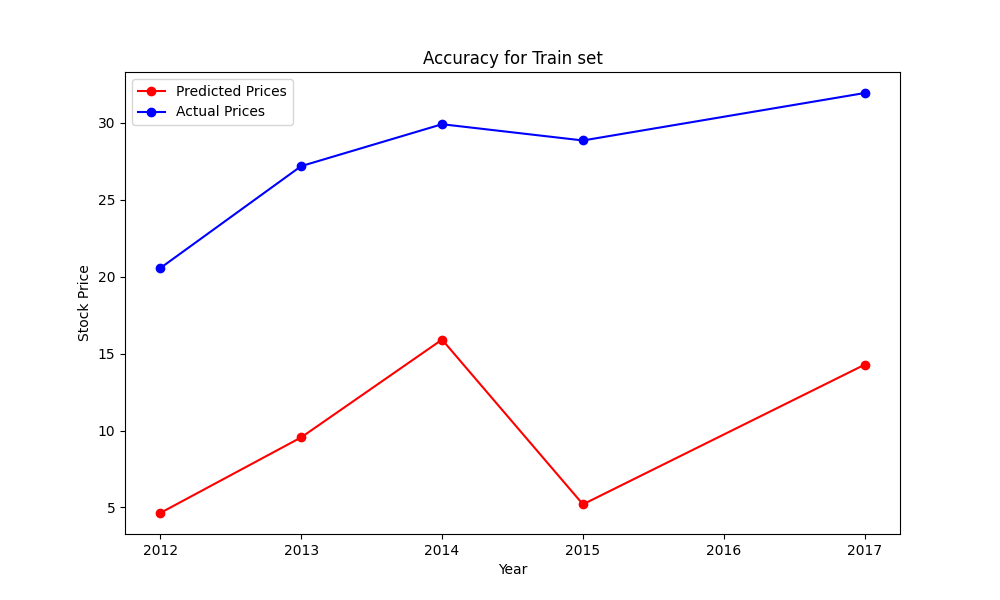 Accuracy for Train set
Predicted Prices
Actual Prices
Stock Price
30
25
20
15
10
5
2012 2013 2014 2015 2016 2017
Year